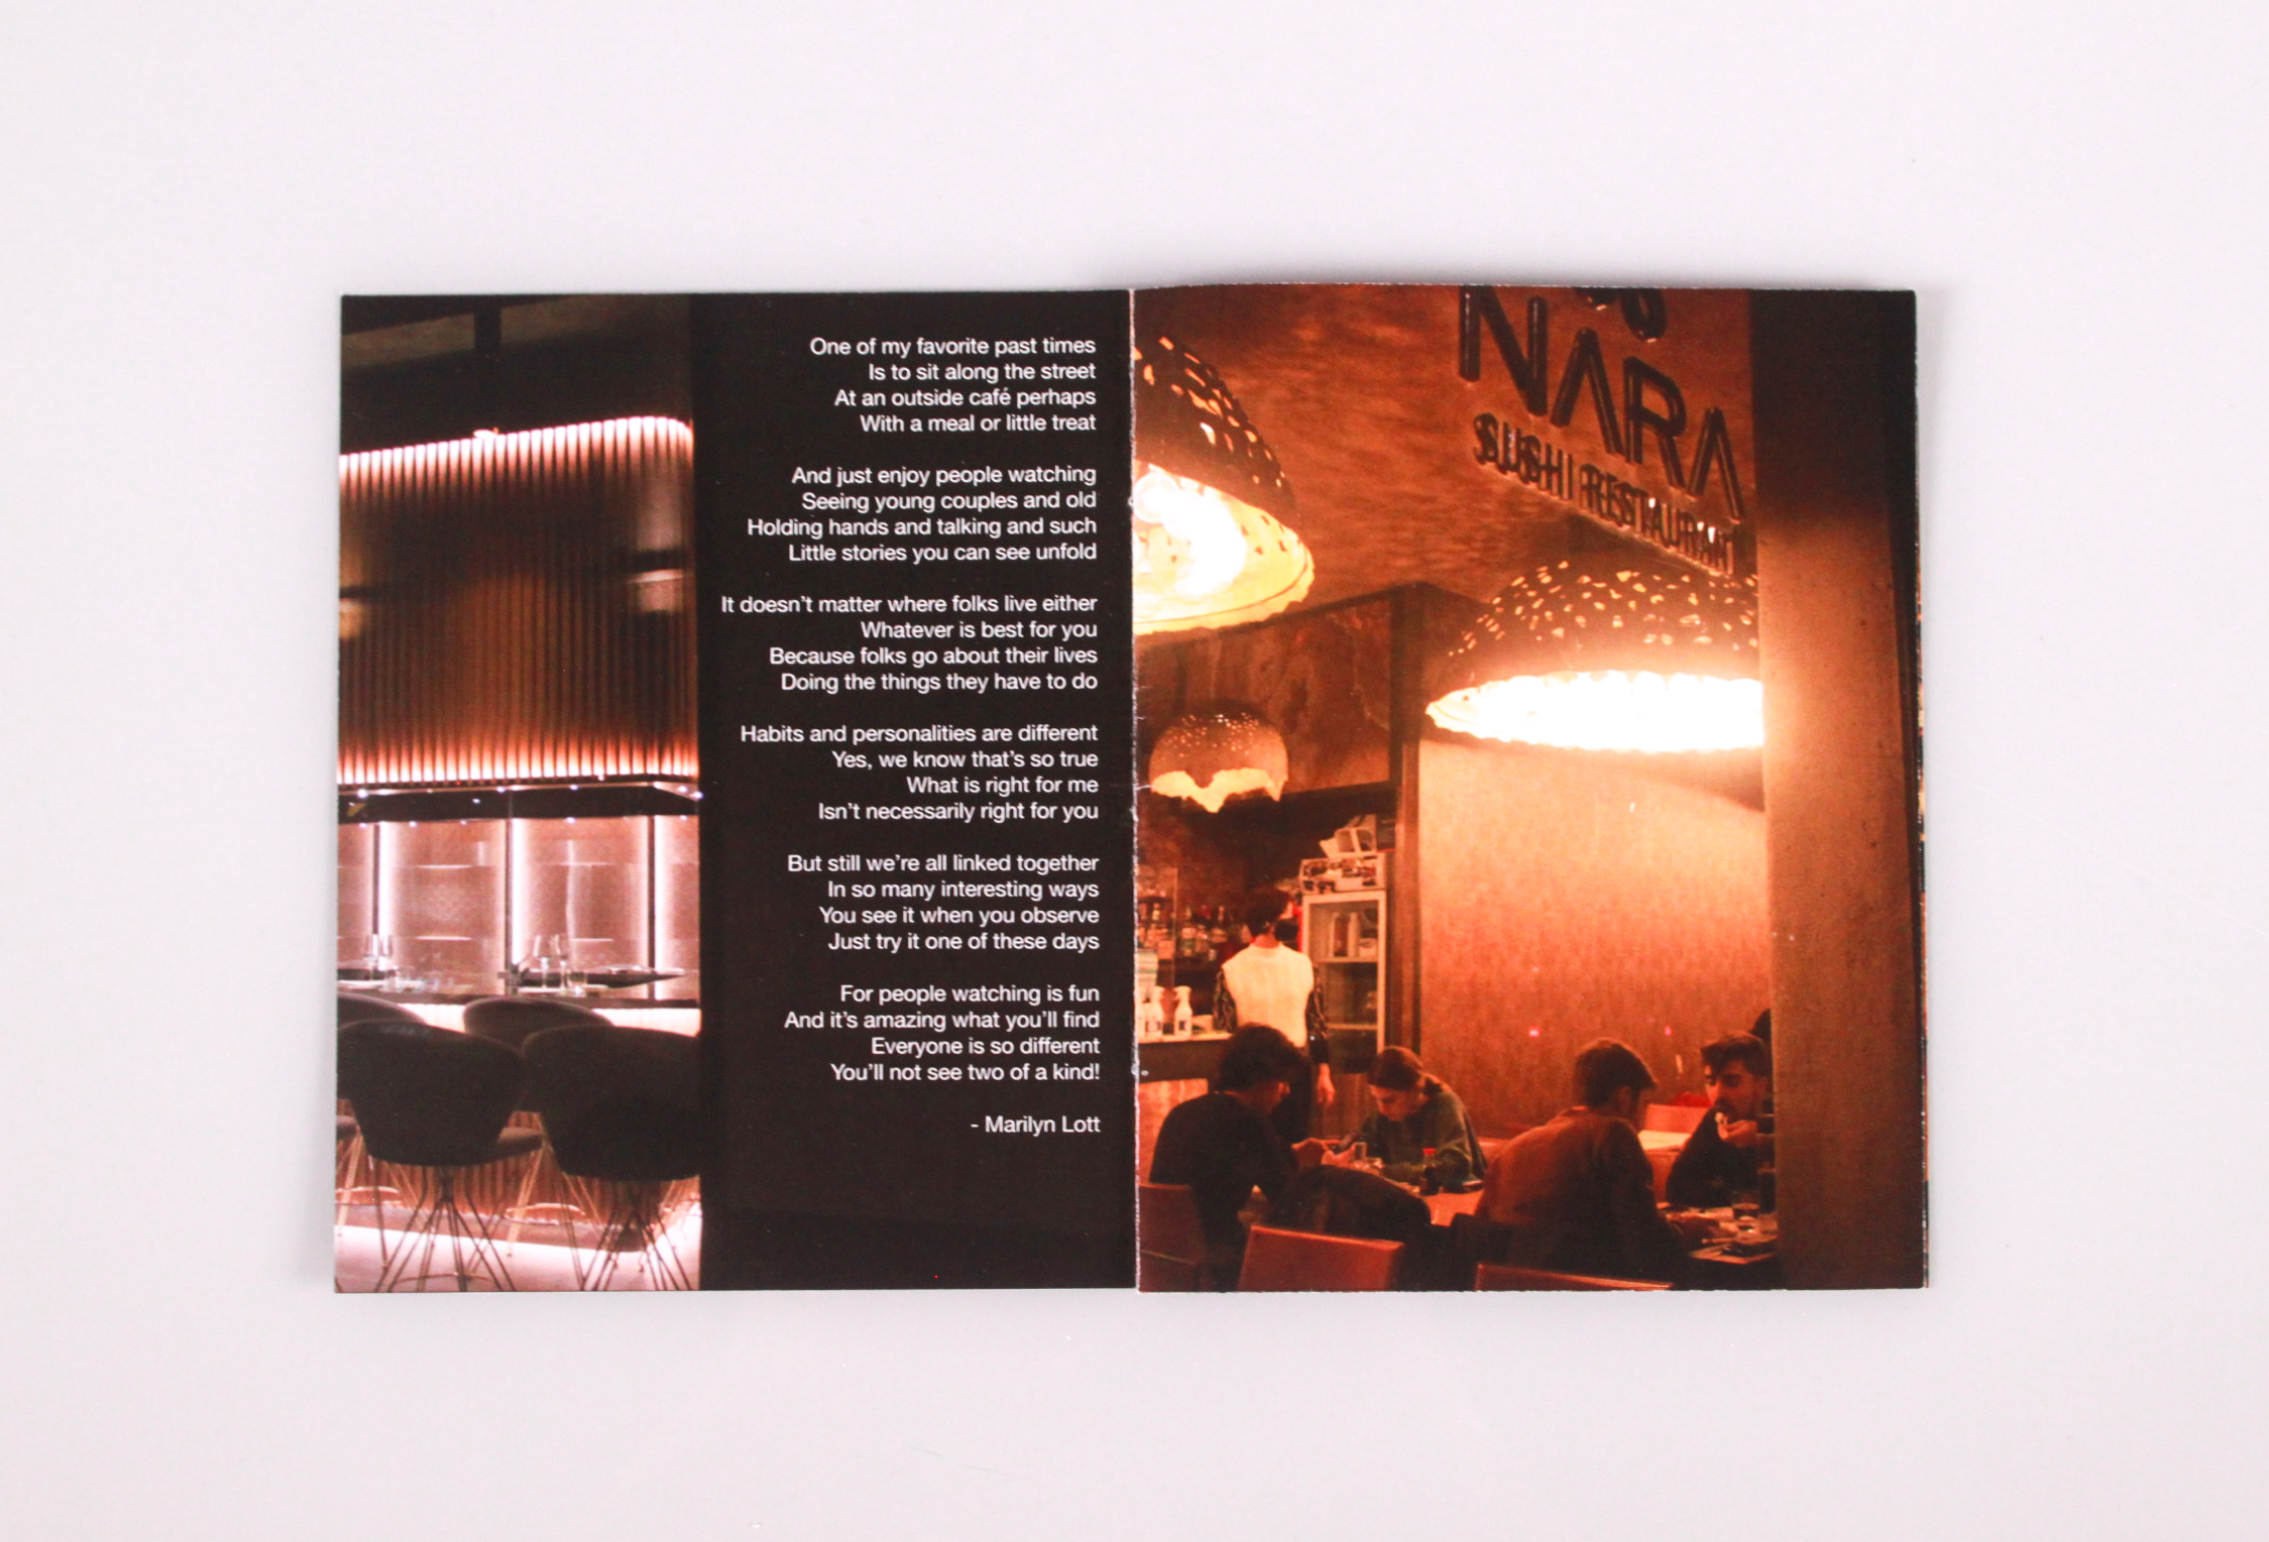 One of my favorite past times
Is to sit along the street
At an outside café perhaps
With a meal or little treat
And just enjoy people watching
Seeing young couples and old
Holding hands and talking and such
Little stories you can see unfold
It doesn't matter where folks live either
Whatever is best for you
Because folks go about their lives
Doing the things they have to do
Habits and personalities are different
Yes, we know that's so true
What is right for me
Isn't necessarily right for you
But still we're all linked together
In so many interesting ways
You see it when you observe
Just try it one of these days
For people watching is fun
And it's amazing what you'll find
Everyone is so different
You'll not see two of a kind!
- Marilyn Lott
NARA
SUSHI RESTAURANT